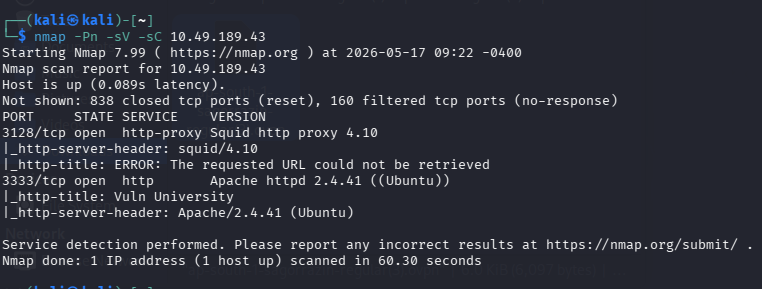 ┌──(kali㉿kali)-[~]
└─$ nmap -Pn -sV -sC 10.49.189.43
Starting Nmap 7.99 ( https://nmap.org ) at 2026-05-17 09:22 -0400
Nmap scan report for 10.49.189.43
Host is up (0.089s latency).
Not shown: 838 closed tcp ports (reset), 160 filtered tcp ports (no-response)
PORT     STATE SERVICE    VERSION
3128/tcp open  http-proxy Squid http proxy 4.10
|_http-server-header: squid/4.10
|_http-title: ERROR: The requested URL could not be retrieved
3333/tcp open  http       Apache httpd 2.4.41 ((Ubuntu))
|_http-title: Vuln University
|_http-server-header: Apache/2.4.41 (Ubuntu)

Service detection performed. Please report any incorrect results at https://nmap.org/submit/ .
Nmap done: 1 IP address (1 host up) scanned in 60.30 seconds